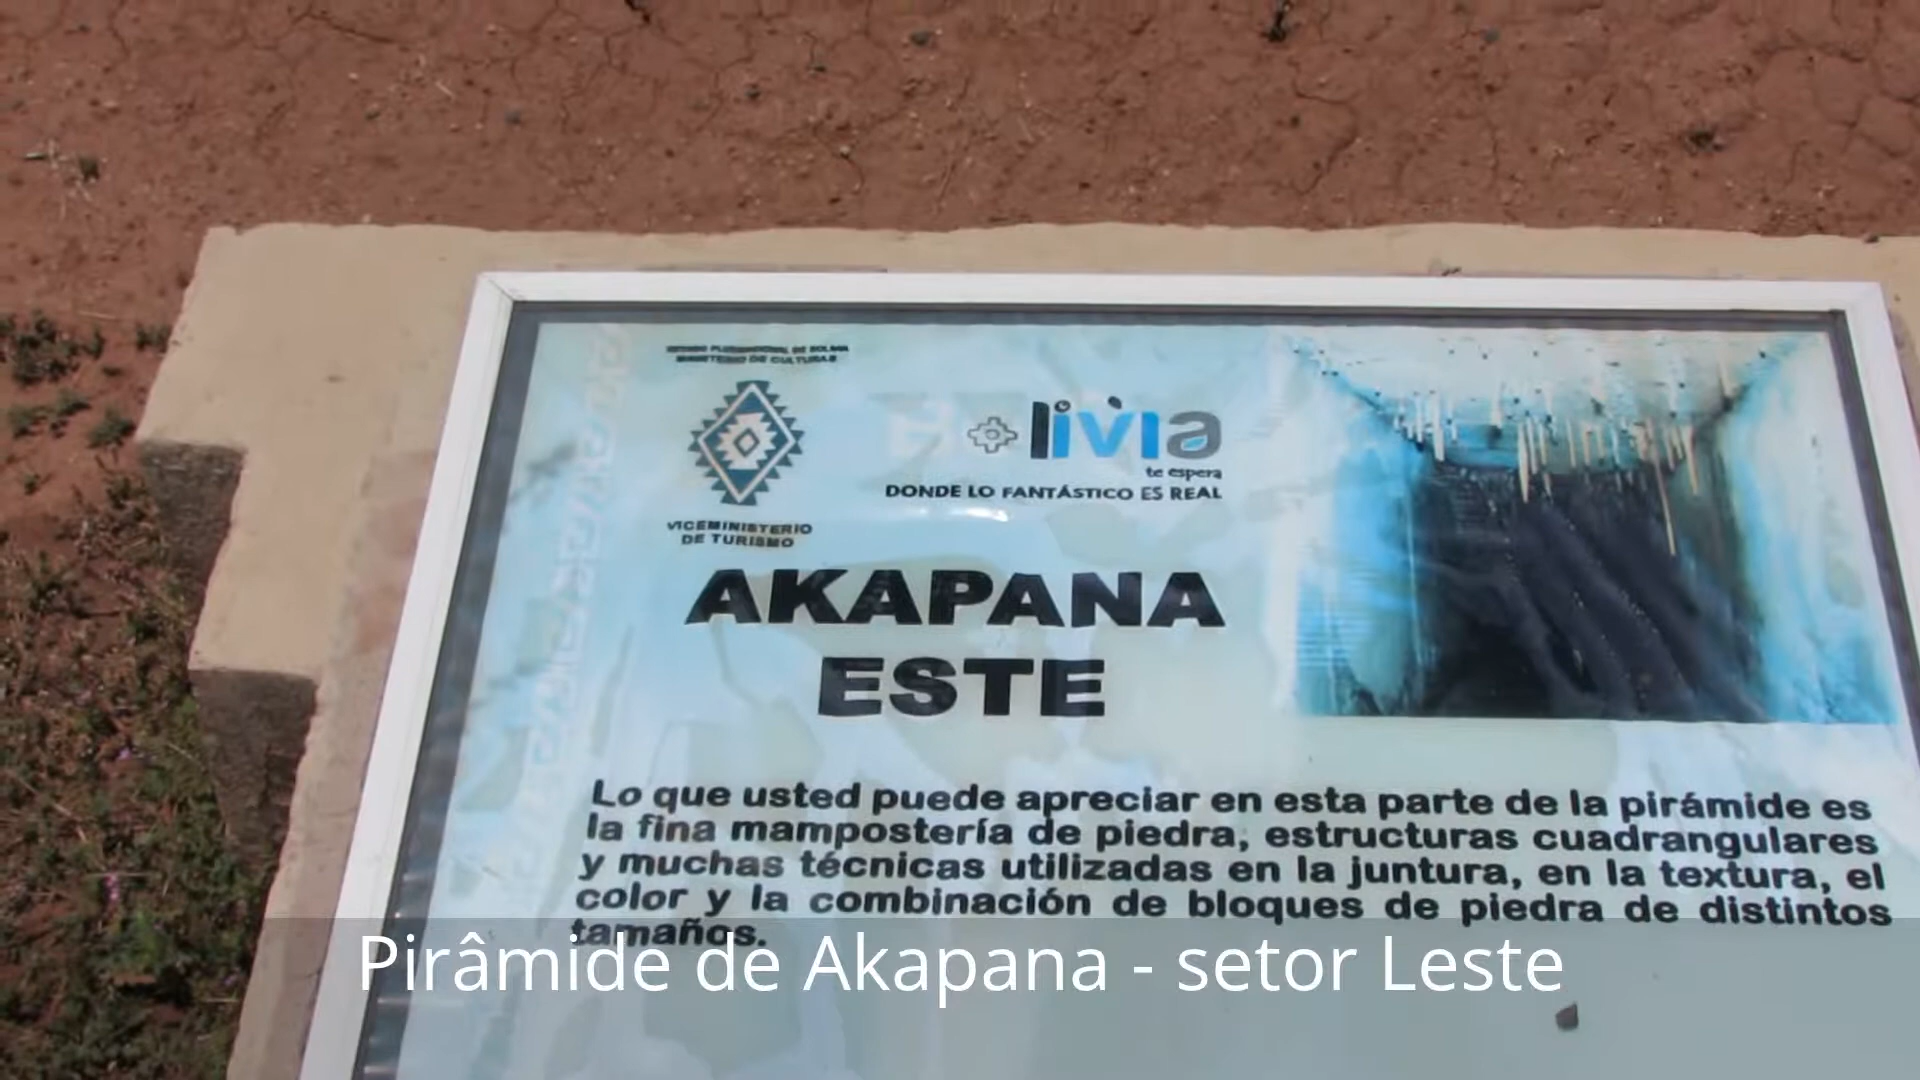 ESTADO PLURINACIONAL DE BOLIVIA
MINISTERIO DE CULTURAS
VICEMINISTERIO
DE TURISMO
Bolivia
te espera
DONDE LO FANTÁSTICO ES REAL
AKAPANA
ESTE
Lo que usted puede apreciar en esta parte de la pirámide es
la fina mampostería de piedra, estructuras cuadrangulares
y muchas técnicas utilizadas en la juntura, en la textura, el
color y la combinación de bloques de piedra de distintos
tamaños.
Pirâmide de Akapana - setor Leste